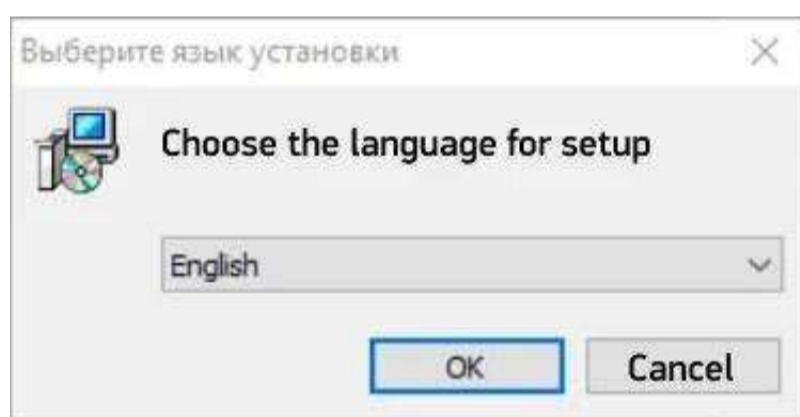 Выберите язык установки
Choose the language for setup
English
OK
Cancel